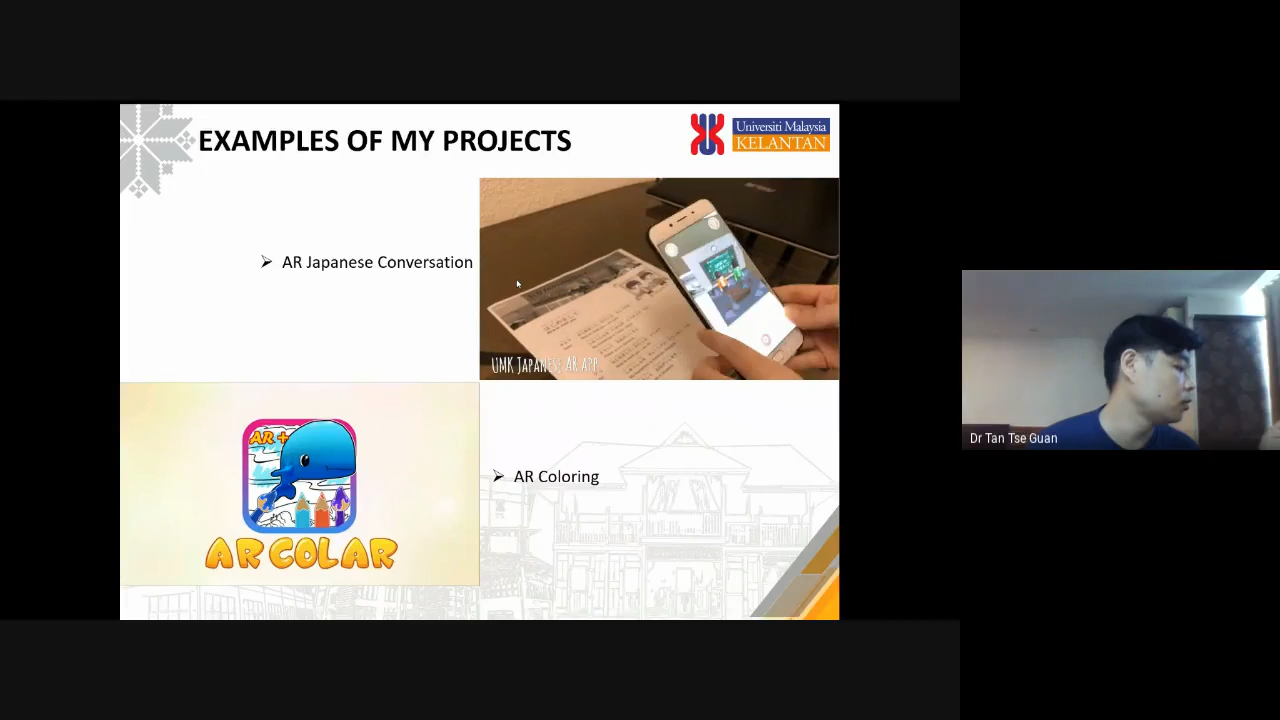 EXAMPLES OF MY PROJECTS
Universiti Malaysia
KELANTAN
AR Japanese Conversation
UMK JAPANESE AR APP
AR +
AR COLAR
AR Coloring
Dr Tan Tse Guan